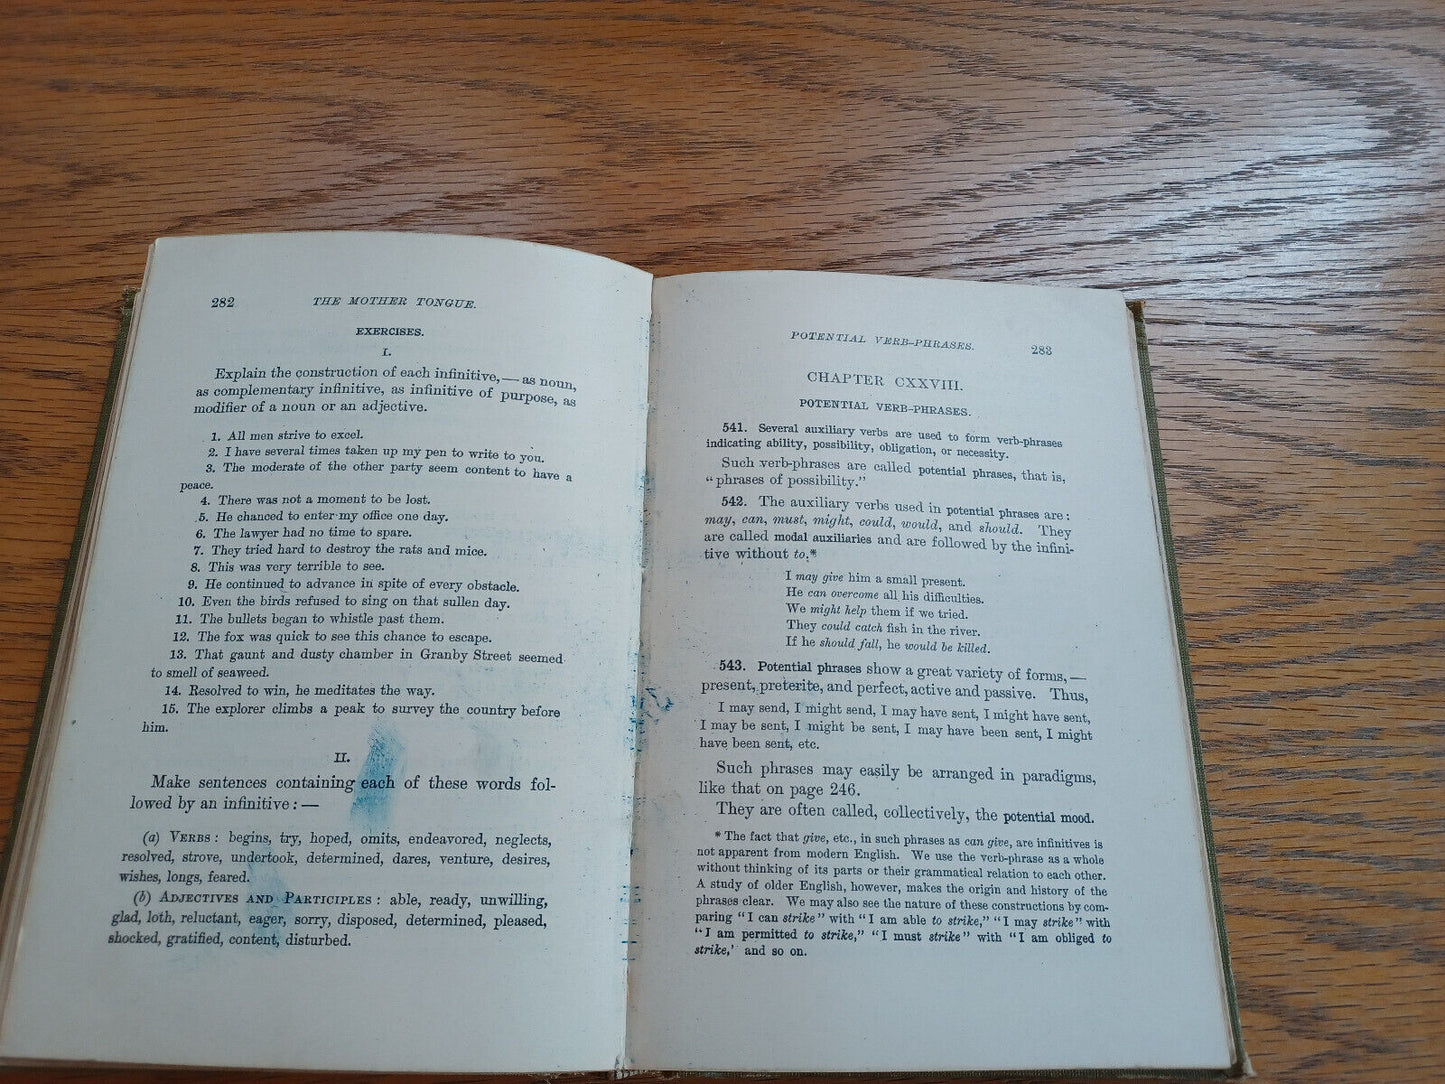 282 THE MOTHER TONGUE.
EXERCISES.
I.
Explain the construction of each infinitive,— as noun,
as complementary infinitive, as infinitive of purpose, as
modifier of a noun or an adjective.
1. All men strive to excel.
2. I have several times taken up my pen to write to you.
3. The moderate of the other party seem content to have a
peace.
4. There was not a moment to be lost.
5. He chanced to enter my office one day.
6. The lawyer had no time to spare.
7. They tried hard to destroy the rats and mice.
8. This was very terrible to see.
9. He continued to advance in spite of every obstacle.
10. Even the birds refused to sing on that sullen day.
11. The bullets began to whistle past them.
12. The fox was quick to see this chance to escape.
13. That gaunt and dusty chamber in Granby Street seemed
to smell of seaweed.
14. Resolved to win, he meditates the way.
15. The explorer climbs a peak to survey the country before
him.
II.
Make sentences containing each of these words fol-
lowed by an infinitive : —
(a) VERBS : begins, try, hoped, omits, endeavored, neglects,
resolved, strove, undertook, determined, dares, venture, desires,
wishes, longs, feared.
(b) ADJECTIVES AND PARTICIPLES : able, ready, unwilling,
glad, loth, reluctant, eager, sorry, disposed, determined, pleased,
shocked, gratified, content, disturbed.
POTENTIAL VERB-PHRASES. 283
CHAPTER CXXVIII.
POTENTIAL VERB-PHRASES.
541. Several auxiliary verbs are used to form verb-phrases
indicating ability, possibility, obligation, or necessity.
Such verb-phrases are called potential phrases, that is,
"phrases of possibility."
542. The auxiliary verbs used in potential phrases are :
may, can, must, might, could, would, and should. They
are called modal auxiliaries and are followed by the infini-
tive without to.*
I may give him a small present.
He can overcome all his difficulties.
We might help them if we tried.
They could catch fish in the river.
If he should fall, he would be killed.
543. Potential phrases show a great variety of forms, —
present, preterite, and perfect, active and passive. Thus,
I may send, I might send, I may have sent, I might have sent,
I may be sent, I might be sent, I may have been sent, I might
have been sent, etc.
Such phrases may easily be arranged in paradigms,
like that on page 246.
They are often called, collectively, the potential mood.
* The fact that give, etc., in such phrases as can give, are infinitives is
not apparent from modern English. We use the verb-phrase as a whole
without thinking of its parts or their grammatical relation to each other.
A study of older English, however, makes the origin and history of the
phrases clear. We may also see the nature of these constructions by com-
paring "I can strike" with "I am able to strike," "I may strike" with
"I am permitted to strike," "I must strike" with "I am obliged to
strike,' and so on.